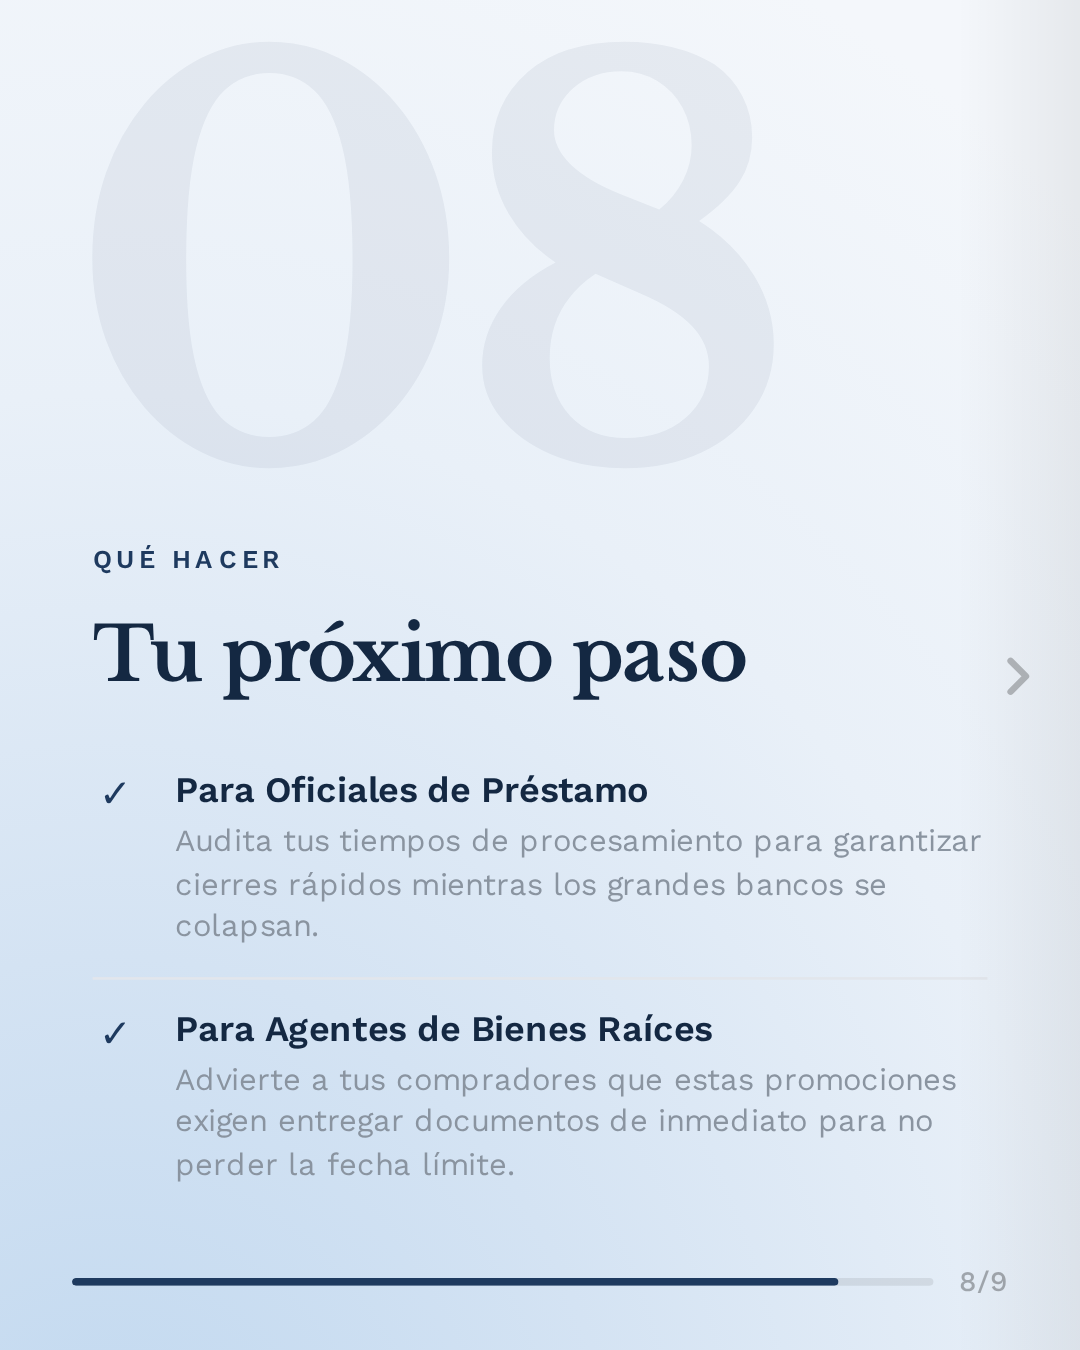 08
QUÉ HACER
Tu próximo paso
✓ Para Oficiales de Préstamo
Audita tus tiempos de procesamiento para garantizar
cierres rápidos mientras los grandes bancos se
colapsan.
✓ Para Agentes de Bienes Raíces
Advierte a tus compradores que estas promociones
exigen entregar documentos de inmediato para no
perder la fecha límite.
8/9